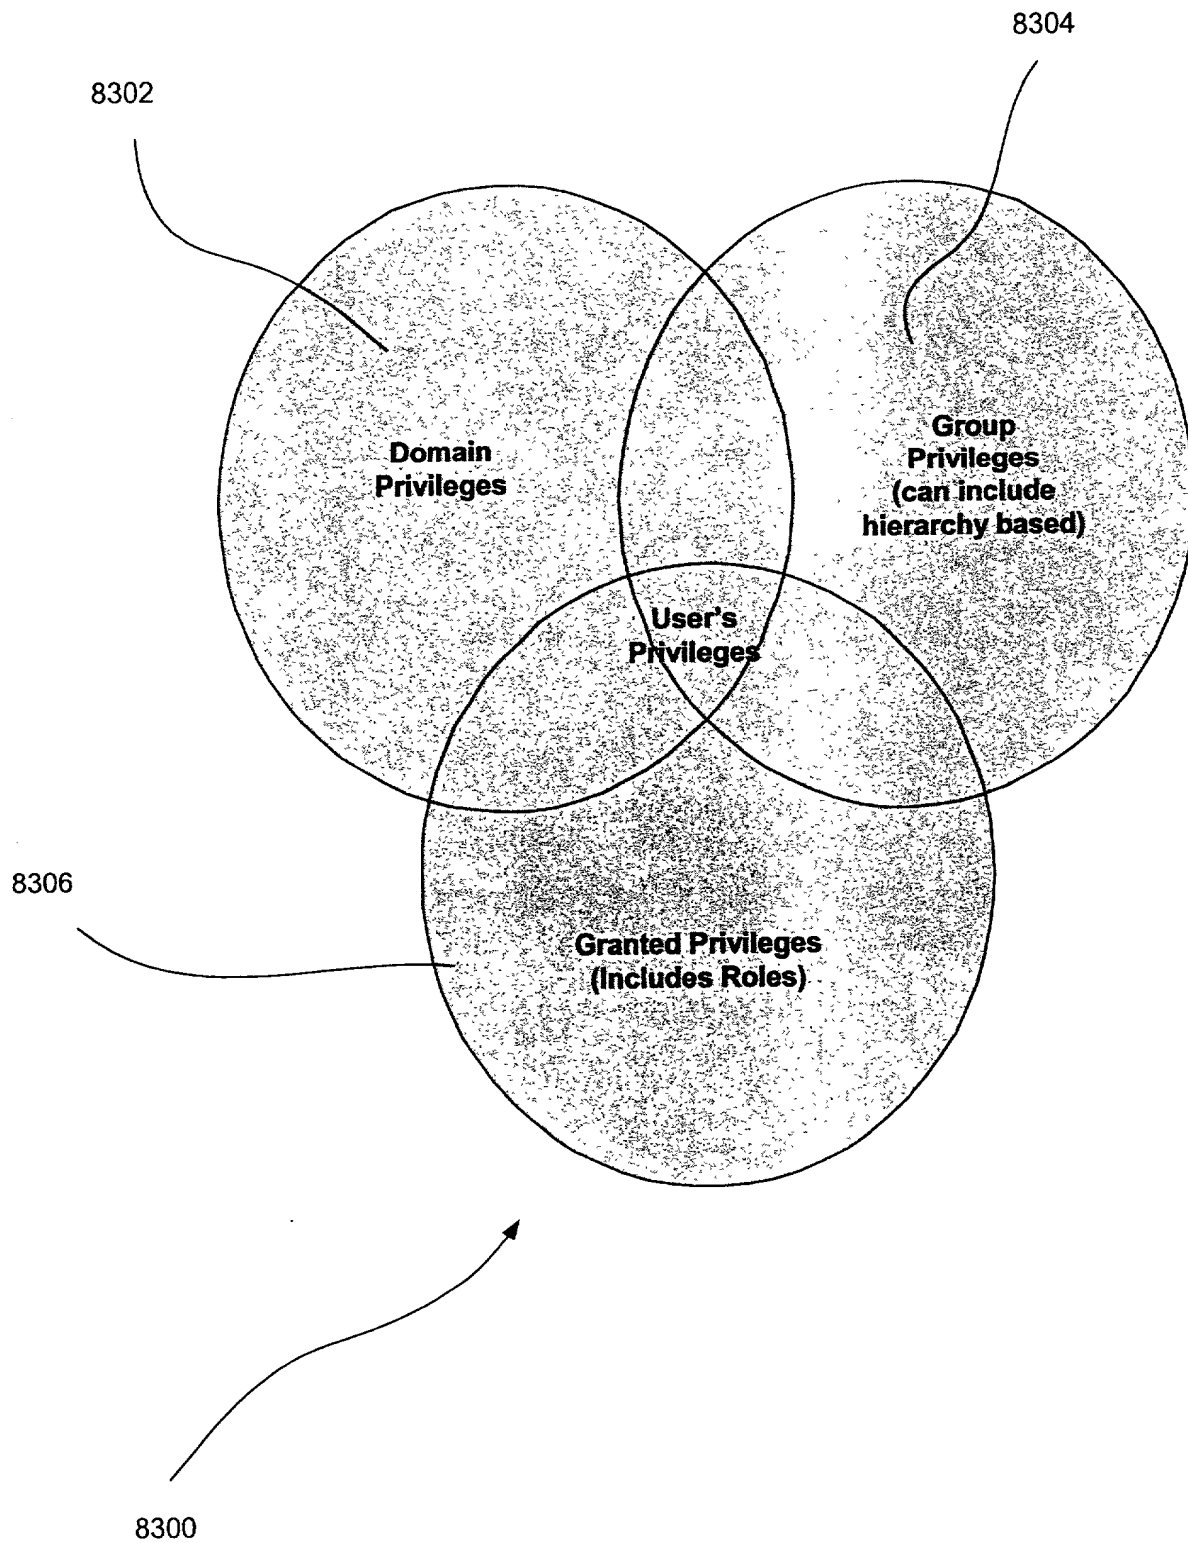 8304
8302
Domain
Privileges
Group
Privileges
(can include
hierarchy based)
User's
Privileges
8306
Granted Privileges
(Includes Roles)
8300